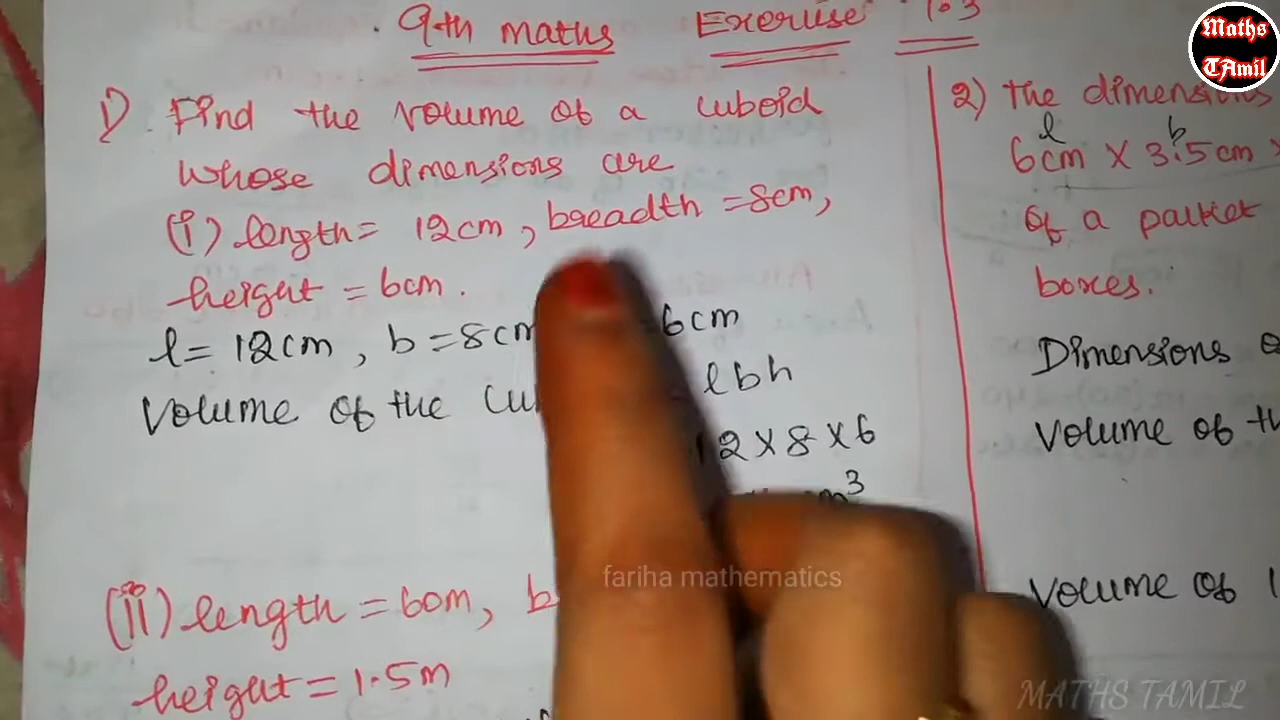 9th maths Exercise
1) Find the volume of a cuboid
whose dimensions are
(i) length = 12cm, breadth = 8cm,
height = 6cm.
l = 12cm, b = 8cm 6cm
Volume of the lbh
12 × 8 × 6
(ii) length = 60m, b
height = 1.5m
2) The dimensions
l b
6cm × 3.5cm ×
of a packet
boxes.
Dimensions
Volume of
Volume of 1
Maths
TAmil
fariha mathematics
MATHS TAMIL